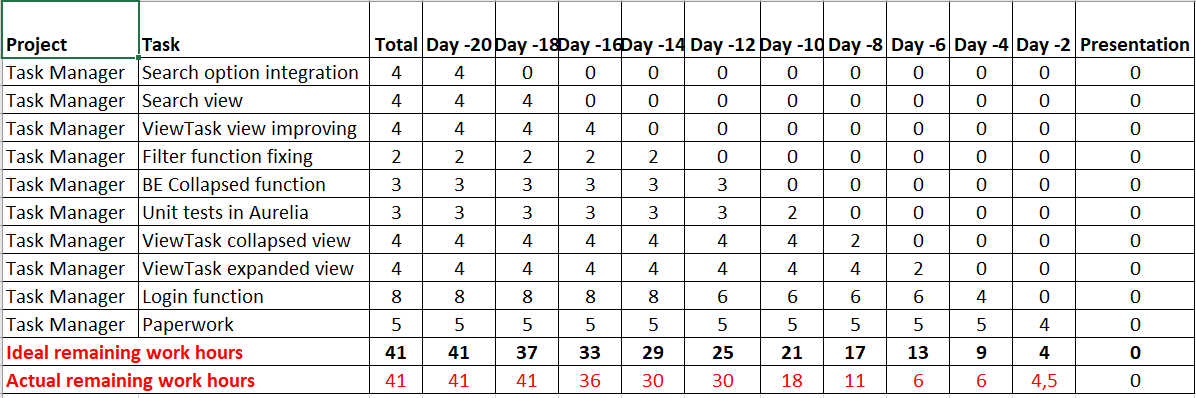 Project Task Total Day -20 Day -18 Day -16 Day -14 Day -12 Day -10 Day -8 Day -6 Day -4 Day -2 Presentation
Task Manager Search option integration 4 4 0 0 0 0 0 0 0 0 0 0
Task Manager Search view 4 4 4 0 0 0 0 0 0 0 0 0
Task Manager ViewTask view improving 4 4 4 4 0 0 0 0 0 0 0 0
Task Manager Filter function fixing 2 2 2 2 2 0 0 0 0 0 0 0
Task Manager BE Collapsed function 3 3 3 3 3 3 0 0 0 0 0 0
Task Manager Unit tests in Aurelia 3 3 3 3 3 3 2 0 0 0 0 0
Task Manager ViewTask collapsed view 4 4 4 4 4 4 4 2 0 0 0 0
Task Manager ViewTask expanded view 4 4 4 4 4 4 4 4 2 0 0 0
Task Manager Login function 8 8 8 8 8 6 6 6 6 4 0 0
Task Manager Paperwork 5 5 5 5 5 5 5 5 5 5 4 0
Ideal remaining work hours 41 41 37 33 29 25 21 17 13 9 4 0
Actual remaining work hours 41 41 41 36 30 30 18 11 6 6 4,5 0